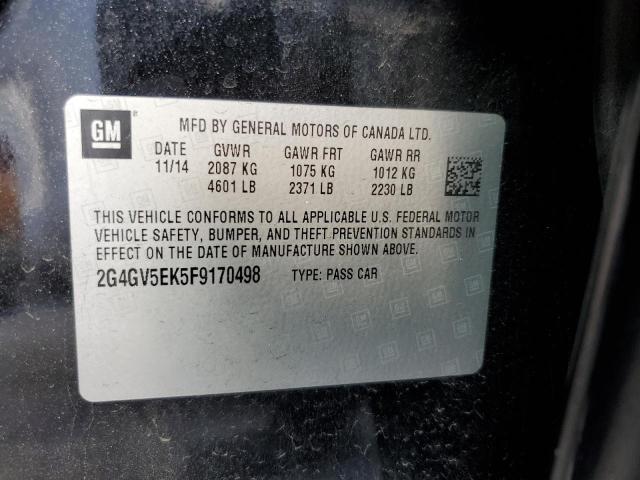 GM ®
MFD BY GENERAL MOTORS OF CANADA LTD.
DATE GVWR GAWR FRT GAWR RR
11/14 2087 KG 1075 KG 1012 KG
4601 LB 2371 LB 2230 LB
THIS VEHICLE CONFORMS TO ALL APPLICABLE U.S. FEDERAL MOTOR
VEHICLE SAFETY, BUMPER, AND THEFT PREVENTION STANDARDS IN
EFFECT ON THE DATE OF MANUFACTURE SHOWN ABOVE.
2G4GV5EK5F9170498 TYPE: PASS CAR